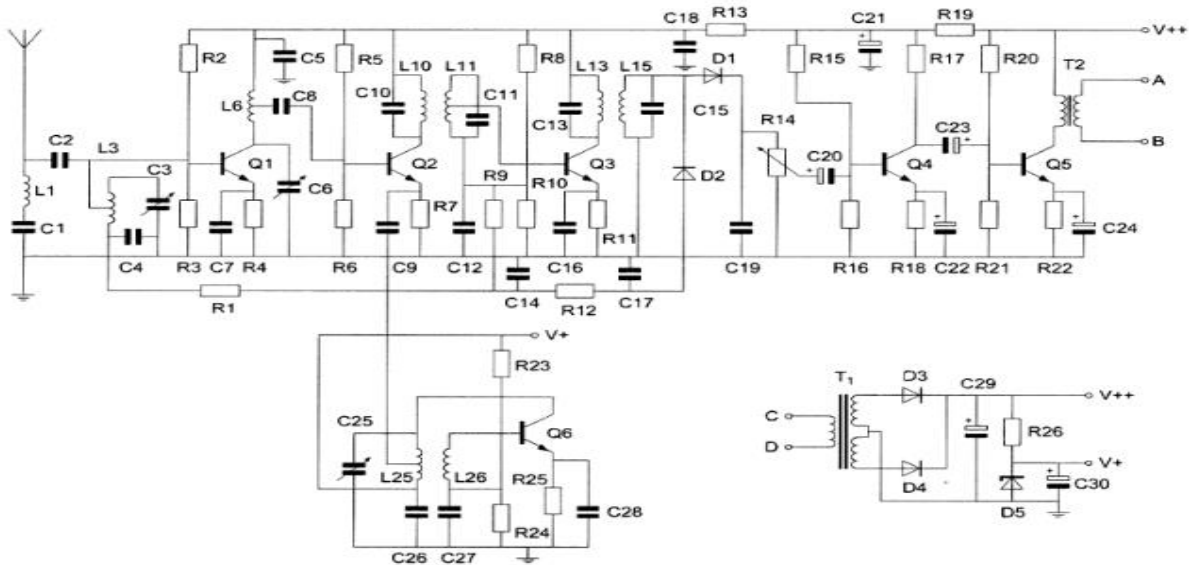 C18 R13 C21 R19
V++
R2 C5 R5 L10 L11 R8 L13 L15 D1 R15 R17 R20 T2
A
L6 C8 C10 C11 C13 C15
C2 L3 C3 Q1 Q2 Q3 R14 C20 C23 Q4 Q5 B
L1 C6 R9 R10 D2
C1 R7 R11 C24
C4 R3 C7 R4 R6 C9 C12 C16 C19 R16 R18 C22 R21 R22
R1 C14 R12 C17
V+
R23
C25 Q6
L25 L26 R25
R24 C28
C26 C27
T1 D3 C29 V++
C
D R26
D4 V+
C30
D5
+
+
+
+
+
+
+